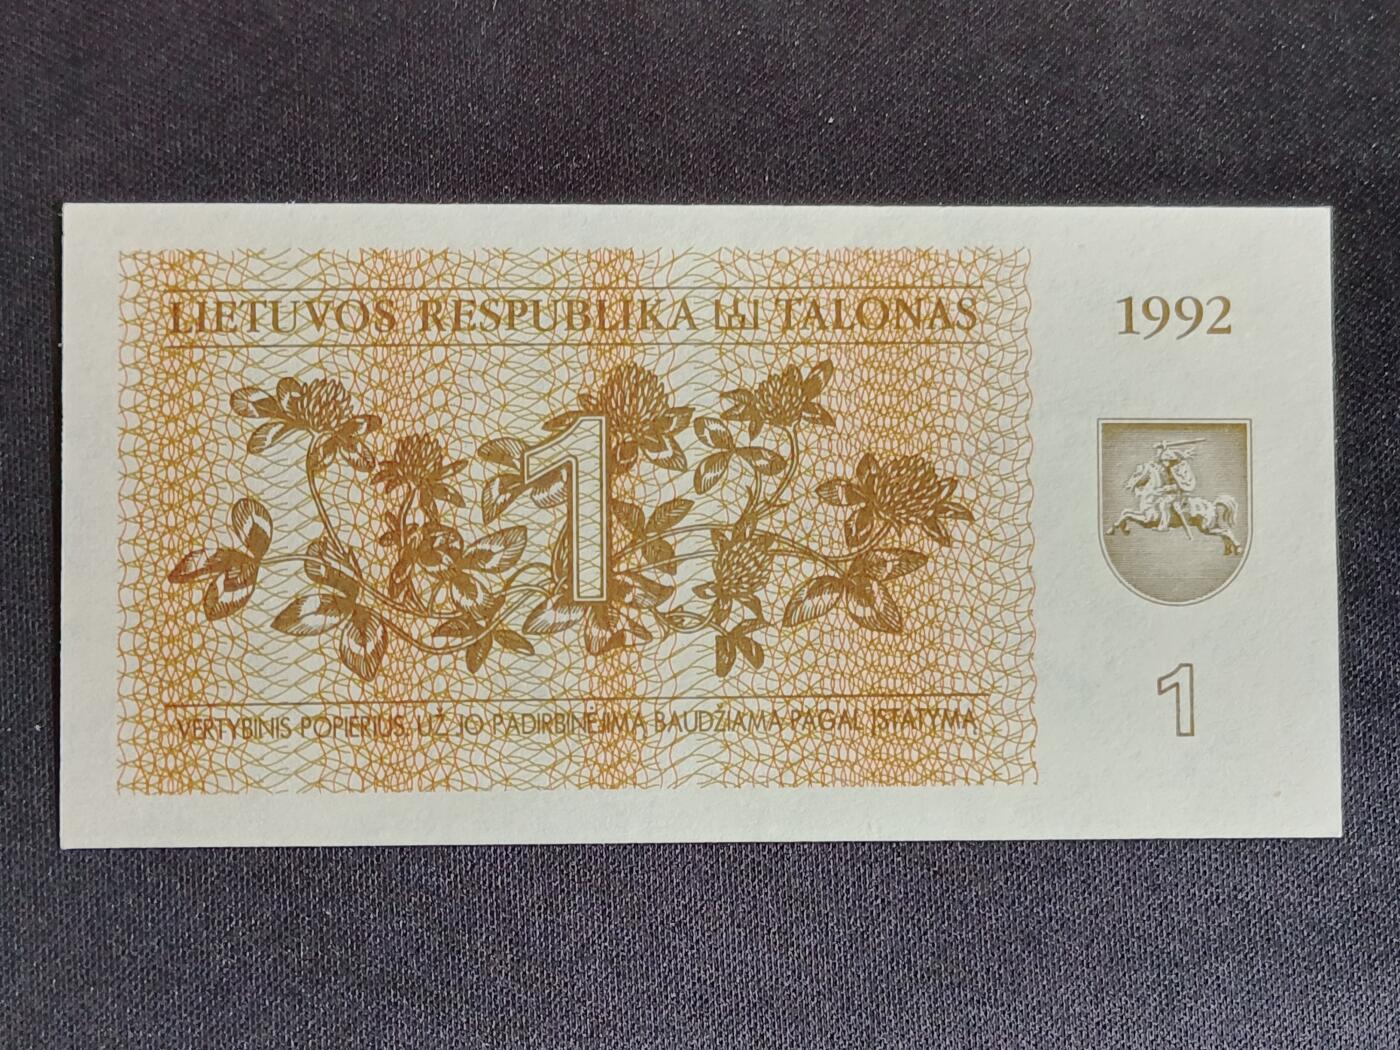 LIETUVOS RESPUBLIKA TALONAS
1992
1
1
VERTYBINIS POPIERIUS. UŽ JO PADIRBINĖJIMĄ BAUDŽIAMA PAGAL ĮSTATYMĄ